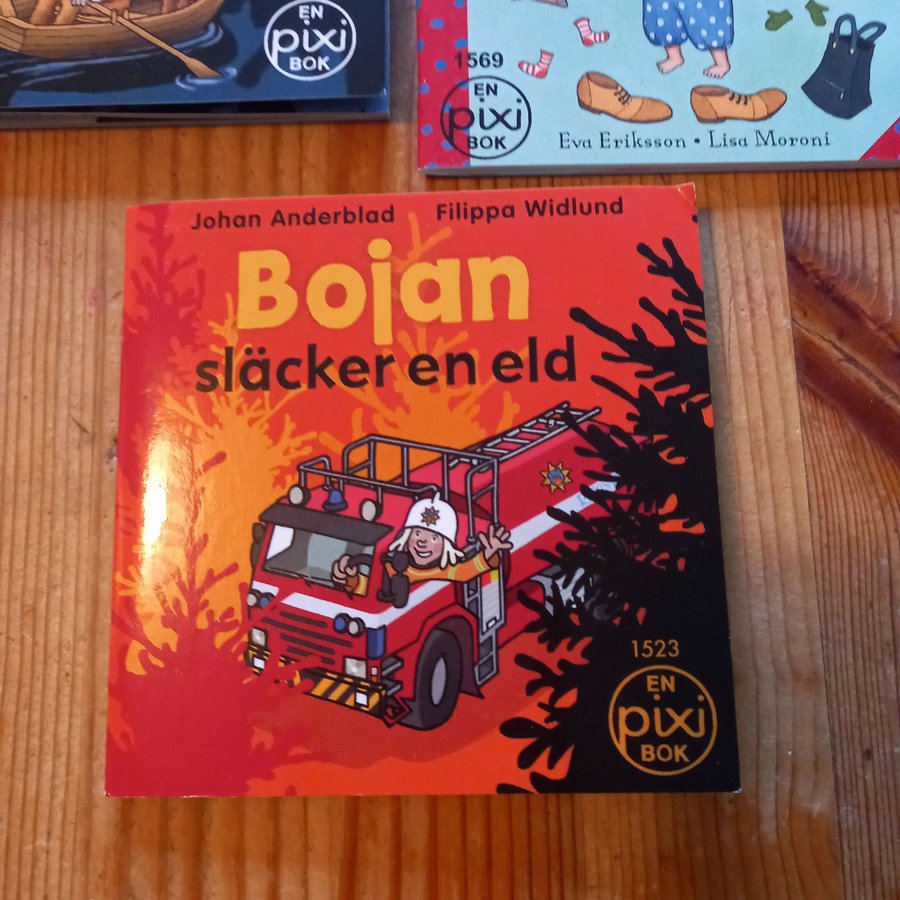 EN
pixi
BOK
1569
EN
pixi
BOK
Eva Eriksson • Lisa Moroni
Johan Anderblad Filippa Widlund
Bojan
släcker en eld
1523
EN
pixi
BOK